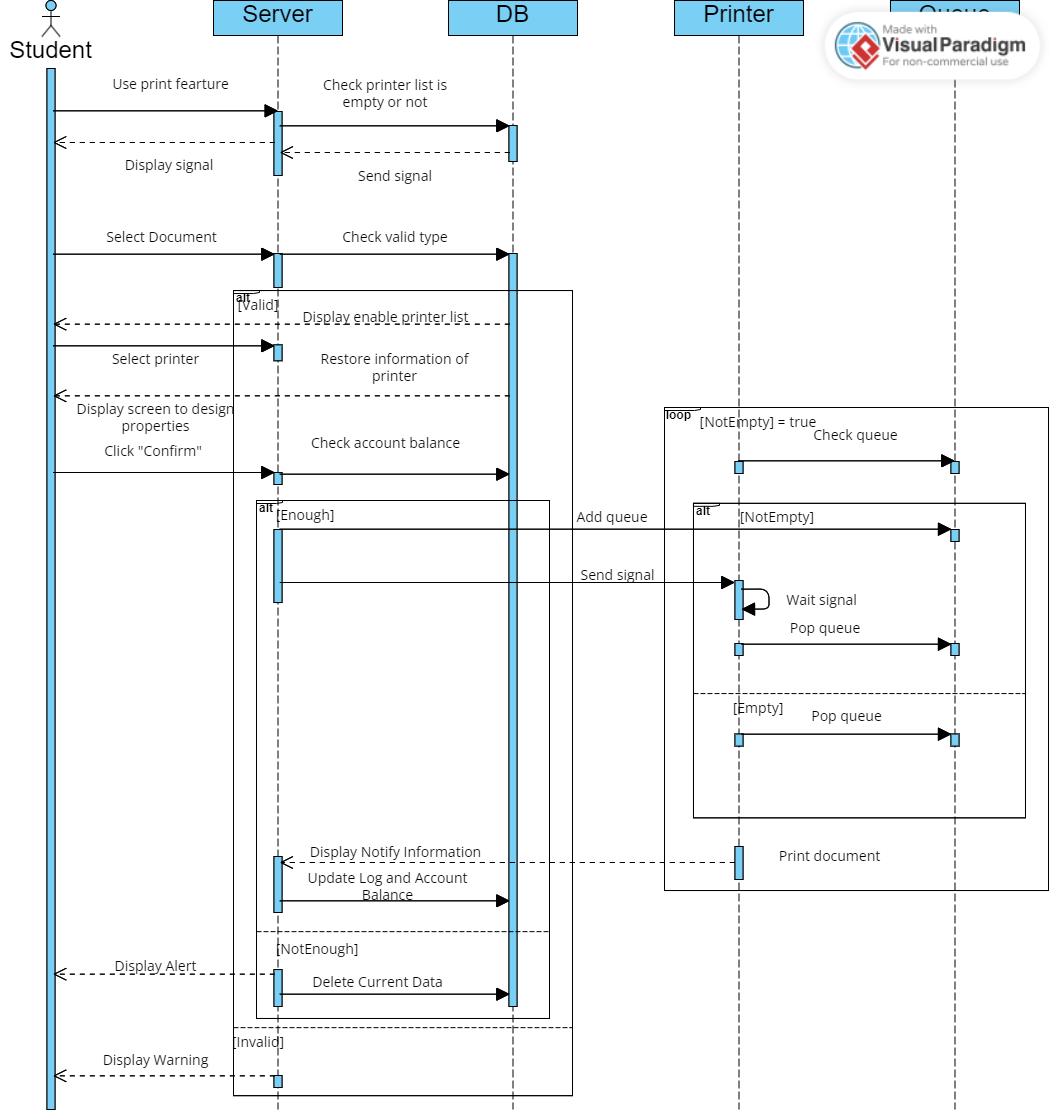 Server
DB
Printer
Queue
Student
Made with
VisualParadigm
For non-commercial use
Use print fearture
Check printer list is
empty or not
Display signal
Send signal
Select Document
Check valid type
alt
[Valid]
Display enable printer list
Select printer
Restore information of
printer
Display screen to design
properties
Click "Confirm"
Check account balance
loop
[NotEmpty] = true
Check queue
alt
[Enough]
Add queue
alt
[NotEmpty]
Send signal
Wait signal
Pop queue
[Empty]
Pop queue
Display Notify Information
Print document
Update Log and Account
Balance
[NotEnough]
Display Alert
Delete Current Data
[Invalid]
Display Warning